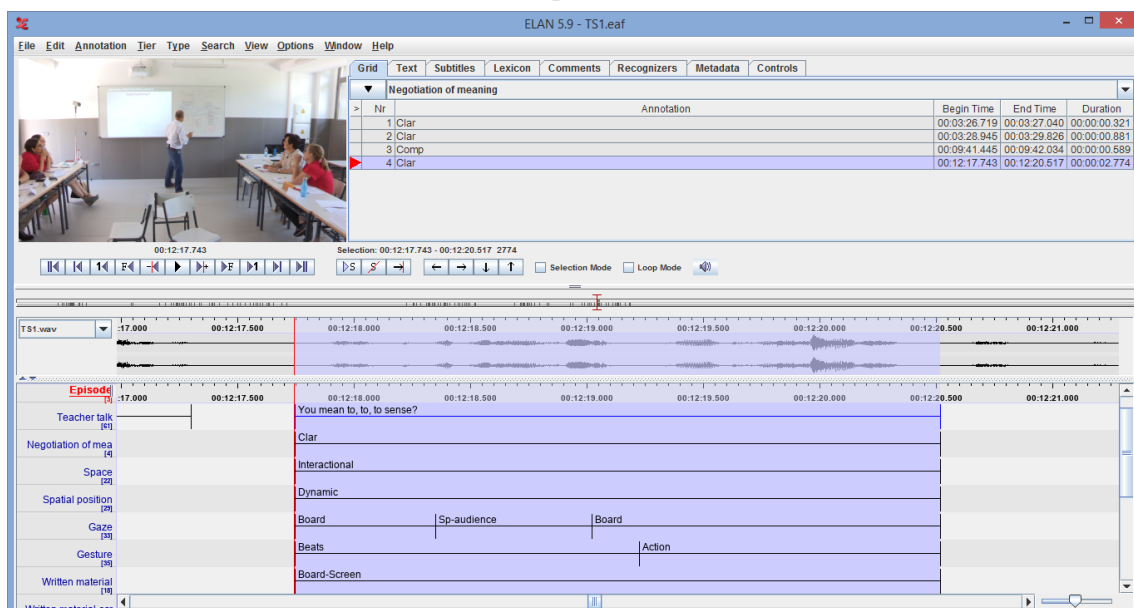 ELAN 5.9 - TS1.eaf
File Edit Annotation Tier Type Search View Options Window Help
Grid Text Subtitles Lexicon Comments Recognizers Metadata Controls
Negotiation of meaning
> Nr Annotation Begin Time End Time Duration
1 Clar 00:03:26.719 00:03:27.040 00:00:00.321
2 Clar 00:03:28.945 00:03:29.826 00:00:00.881
3 Comp 00:09:41.445 00:09:42.034 00:00:00.589
4 Clar 00:12:17.743 00:12:20.517 00:00:02.774
00:12:17.743 Selection: 00:12:17.743 - 00:12:20.517 2774
1 F F 1 S S Selection Mode Loop Mode
TS1.wav :17.000 00:12:17.500 00:12:18.000 00:12:18.500 00:12:19.000 00:12:19.500 00:12:20.000 00:12:20.500 00:12:21.000
Episode [3] :17.000 00:12:17.500 00:12:18.000 00:12:18.500 00:12:19.000 00:12:19.500 00:12:20.000 00:12:20.500 00:12:21.000
Teacher talk [61] You mean to, to, to sense?
Negotiation of mea [4] Clar
Space [22] Interactional
Spatial position [29] Dynamic
Gaze [33] Board Sp-audience Board
Gesture [35] Beats Action
Written material [18] Board-Screen